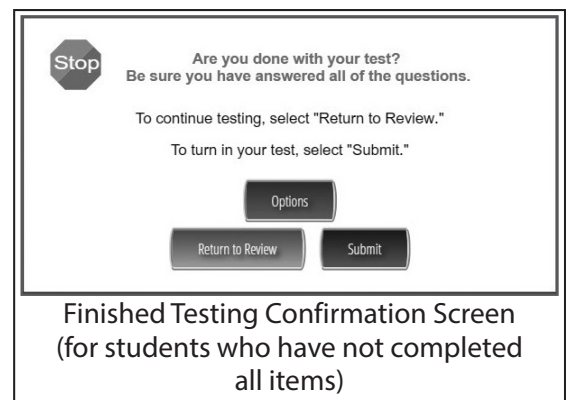 Stop
Are you done with your test?
Be sure you have answered all of the questions.
To continue testing, select "Return to Review."
To turn in your test, select "Submit."
Options
Return to Review
Submit
Finished Testing Confirmation Screen
(for students who have not completed
all items)